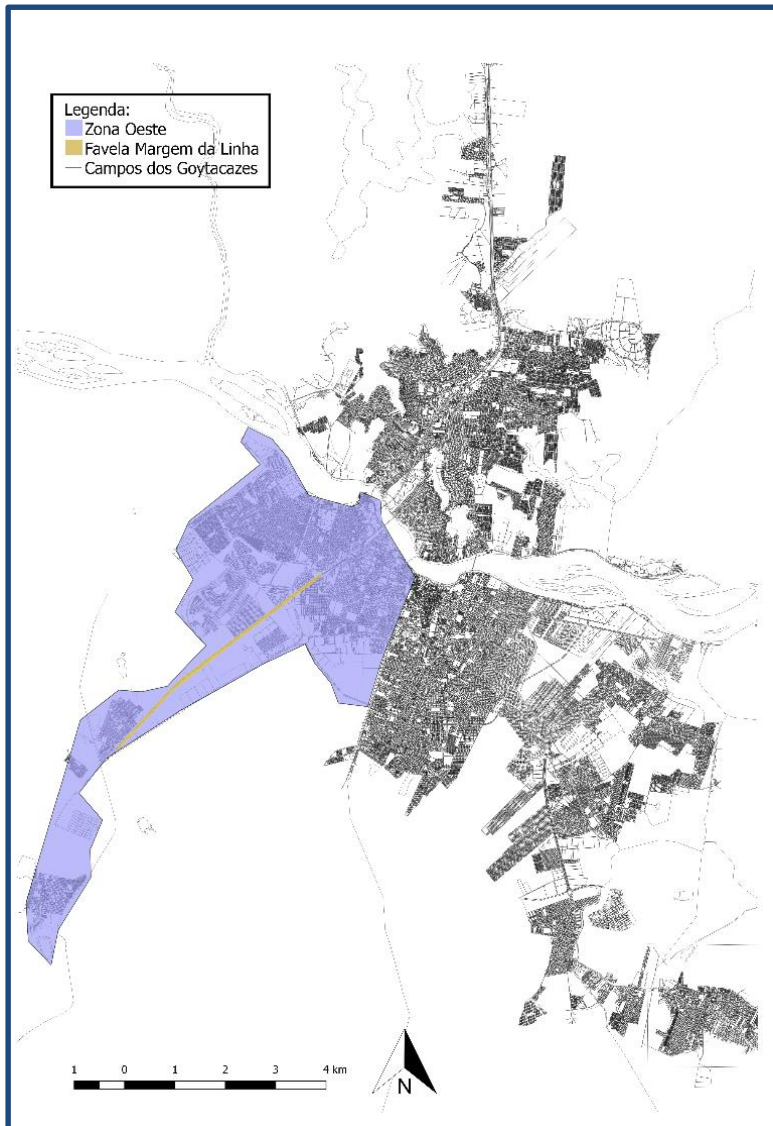 Legenda:
Zona Oeste
Favela Margem da Linha
Campos dos Goytacazes
1 0 1 2 3 4 km
N